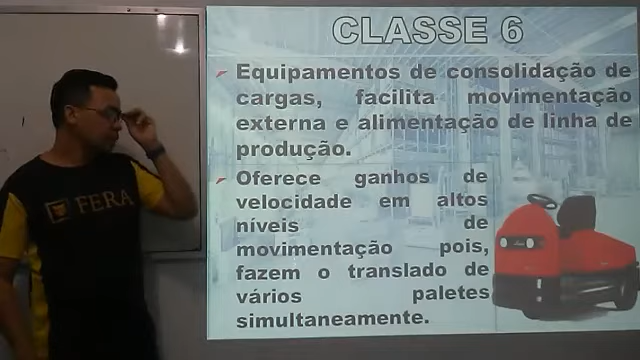 CLASSE 6
Equipamentos de consolidação de
cargas, facilita movimentação
externa e alimentação de linha de
produção.
Oferece ganhos de
velocidade em altos
níveis de
movimentação pois,
fazem o translado de
vários paletes
simultaneamente.
FERA